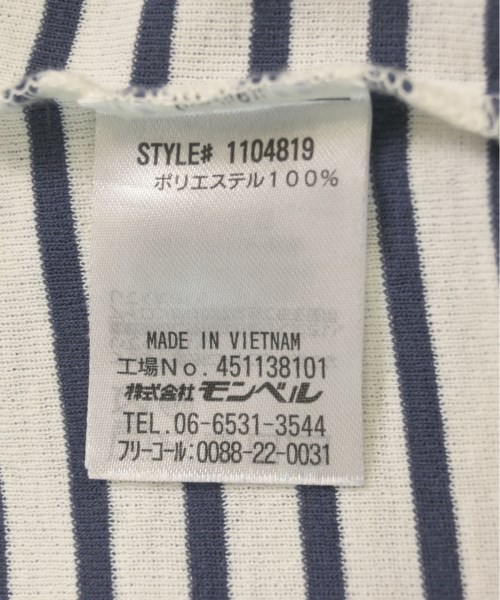 STYLE# 1104819
ポリエステル100%
MADE IN VIETNAM
工場No. 451138101
株式会社 モンベル
TEL. 06-6531-3544
フリーコール:0088-22-0031